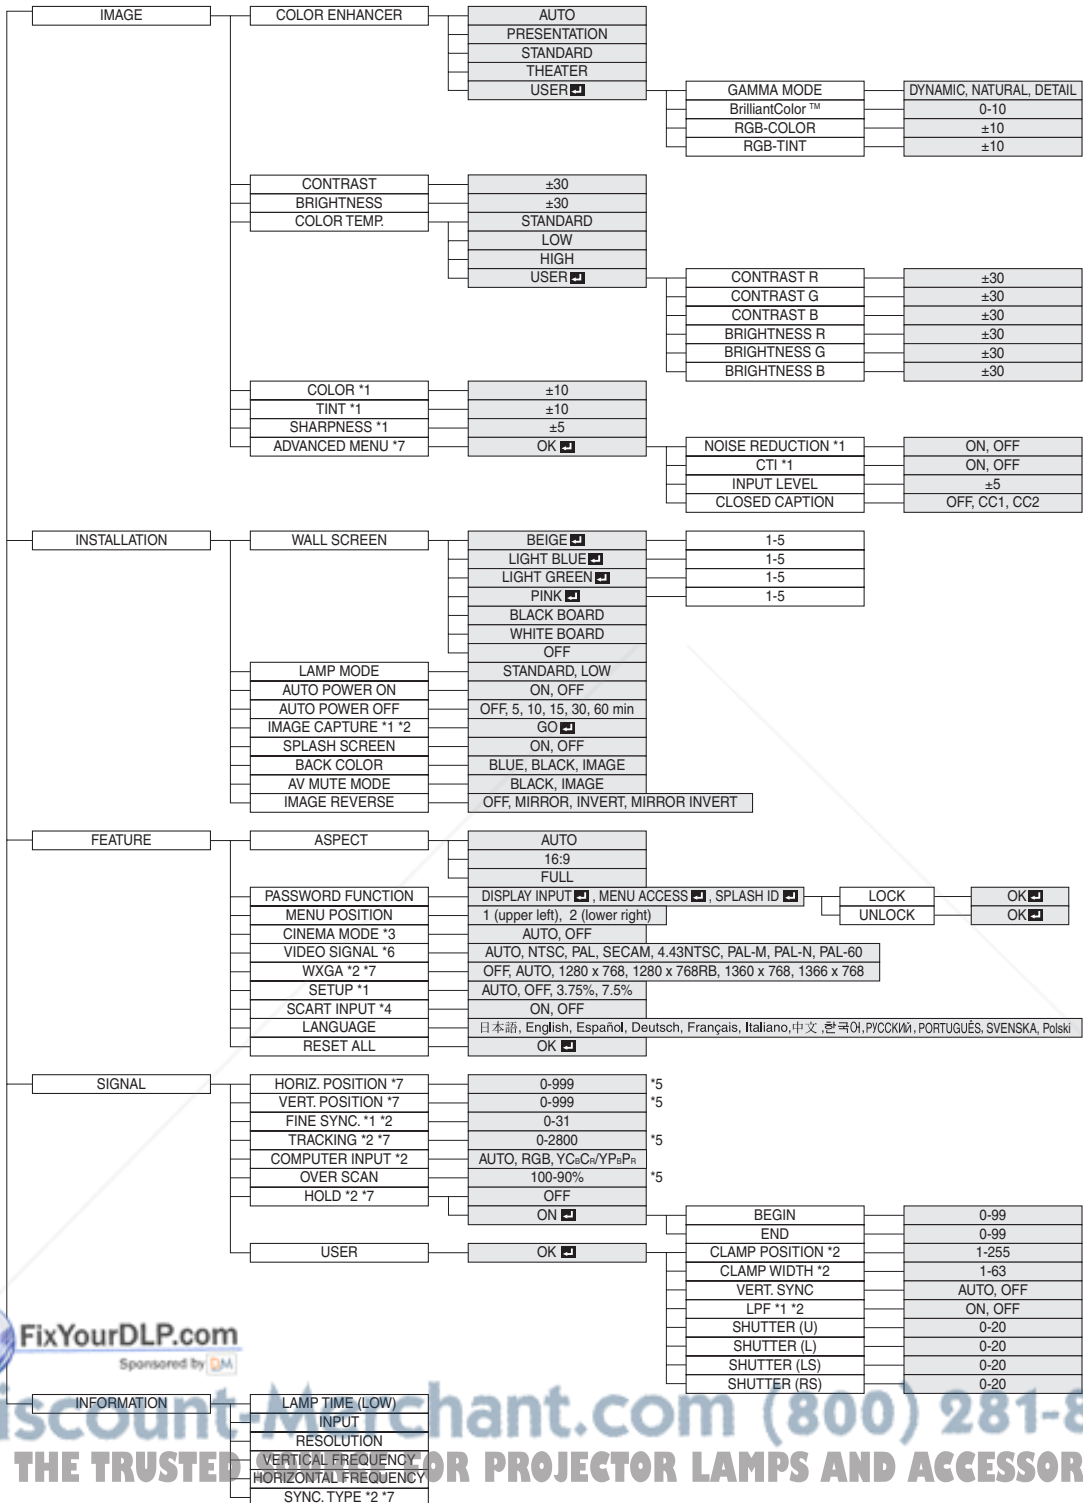 IMAGE COLOR ENHANCER AUTO
PRESENTATION
STANDARD
THEATER
USER GAMMA MODE DYNAMIC, NATURAL, DETAIL
BrilliantColor™ 0-10
RGB-COLOR ±10
RGB-TINT ±10
CONTRAST ±30
BRIGHTNESS ±30
COLOR TEMP. STANDARD
LOW
HIGH
USER CONTRAST R ±30
CONTRAST G ±30
CONTRAST B ±30
BRIGHTNESS R ±30
BRIGHTNESS G ±30
BRIGHTNESS B ±30
COLOR *1 ±10
TINT *1 ±10
SHARPNESS *1 ±5
ADVANCED MENU *7 OK NOISE REDUCTION *1 ON, OFF
CTI *1 ON, OFF
INPUT LEVEL ±5
CLOSED CAPTION OFF, CC1, CC2
INSTALLATION WALL SCREEN BEIGE 1-5
LIGHT BLUE 1-5
LIGHT GREEN 1-5
PINK 1-5
BLACK BOARD
WHITE BOARD
OFF
LAMP MODE STANDARD, LOW
AUTO POWER ON ON, OFF
AUTO POWER OFF OFF, 5, 10, 15, 30, 60 min
IMAGE CAPTURE *1 *2 GO
SPLASH SCREEN ON, OFF
BACK COLOR BLUE, BLACK, IMAGE
AV MUTE MODE BLACK, IMAGE
IMAGE REVERSE OFF, MIRROR, INVERT, MIRROR INVERT
FEATURE ASPECT AUTO
16:9
FULL
PASSWORD FUNCTION DISPLAY INPUT , MENU ACCESS , SPLASH ID LOCK OK
UNLOCK OK
MENU POSITION 1 (upper left), 2 (lower right)
CINEMA MODE *3 AUTO, OFF
VIDEO SIGNAL *6 AUTO, NTSC, PAL, SECAM, 4.43NTSC, PAL-M, PAL-N, PAL-60
WXGA *2 *7 OFF, AUTO, 1280 x 768, 1280 x 768RB, 1360 x 768, 1366 x 768
SETUP *1 AUTO, OFF, 3.75%, 7.5%
SCART INPUT *4 ON, OFF
LANGUAGE 日本語, English, Español, Deutsch, Français, Italiano,中文,한국어,РУССКИЙ, PORTUGUÊS, SVENSKA, Polski
RESET ALL OK
SIGNAL HORIZ. POSITION *7 0-999 *5
VERT. POSITION *7 0-999 *5
FINE SYNC. *1 *2 0-31
TRACKING *2 *7 0-2800 *5
COMPUTER INPUT *2 AUTO, RGB, YCBCR/YPBPR
OVER SCAN 100-90% *5
HOLD *2 *7 OFF
ON BEGIN 0-99
END 0-99
USER OK CLAMP POSITION *2 1-255
CLAMP WIDTH *2 1-63
VERT. SYNC AUTO, OFF
LPF *1 *2 ON, OFF
SHUTTER (U) 0-20
SHUTTER (L) 0-20
SHUTTER (LS) 0-20
SHUTTER (RS) 0-20
FixYourDLP.com
Sponsored by DM
INFORMATION LAMP TIME (LOW)
INPUT
RESOLUTION
VERTICAL FREQUENCY
HORIZONTAL FREQUENCY
SYNC. TYPE *2 *7
iscount-Merchant.com (800) 281-8
THE TRUSTED SOURCE FOR PROJECTOR LAMPS AND ACCESSOR